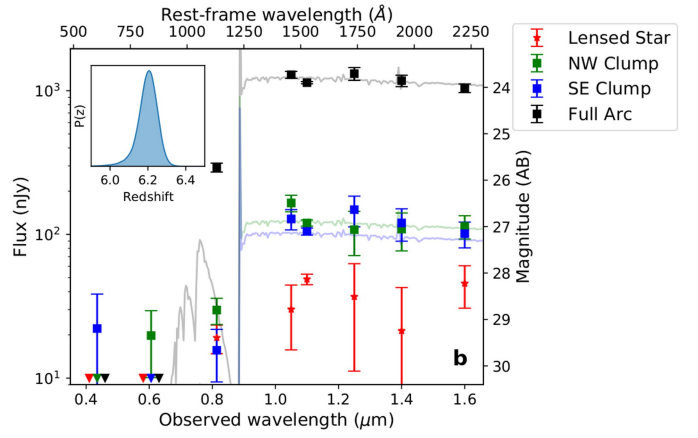 Rest-frame wavelength (Å)
500 750 1000 1250 1500 1750 2000 2250
10³
10²
10¹
Flux (nJy)
P(z)
6.0 6.2 6.4
Redshift
24
25
26
27
28
29
30
Magnitude (AB)
b
0.4 0.6 0.8 1.0 1.2 1.4 1.6
Observed wavelength (μm)
Lensed Star
NW Clump
SE Clump
Full Arc